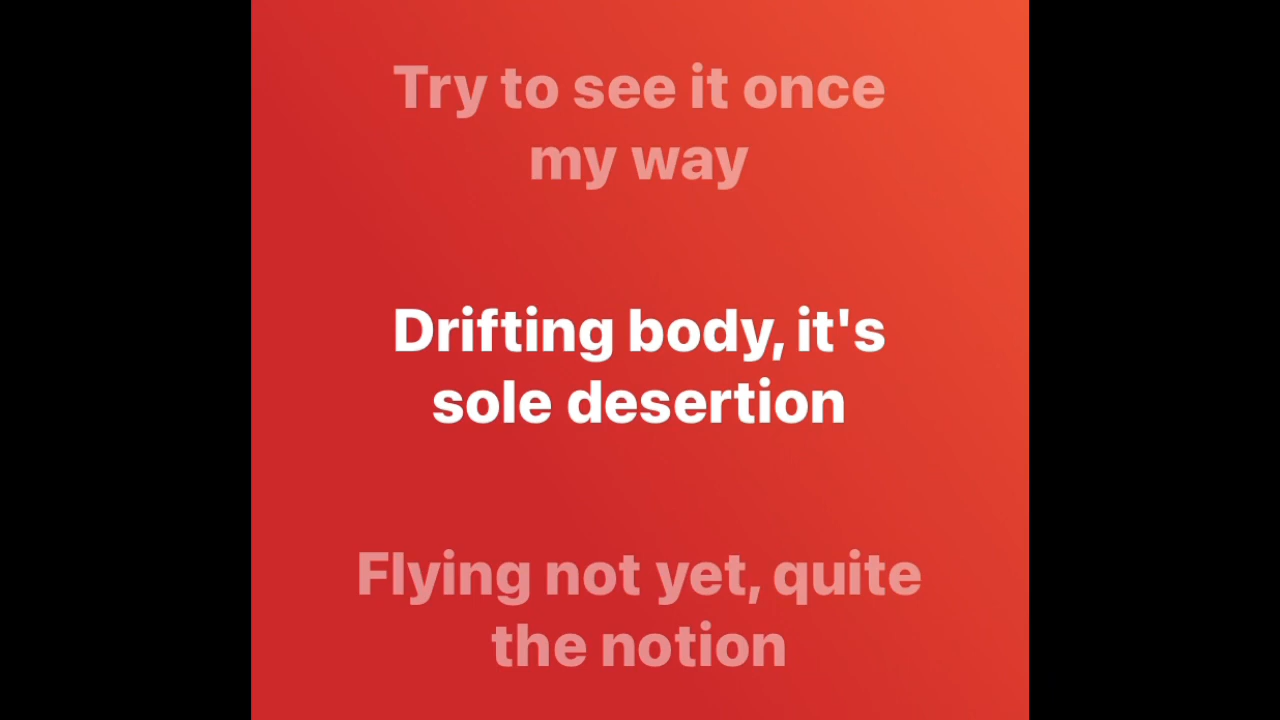 Try to see it once
my way
Drifting body, it's
sole desertion
Flying not yet, quite
the notion